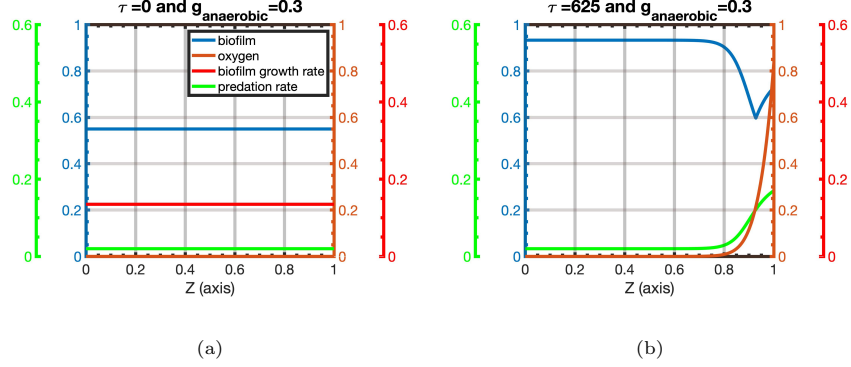 τ =0 and g anaerobic =0.3
0.6 1 1 0.6
biofilm
oxygen
biofilm growth rate
predation rate
0.8 0.8
0.4 0.6 0.6 0.4
0.4 0.4
0.2 0.2 0.2 0.2
0 0 0 0
0 0.2 0.4 0.6 0.8 1
Z (axis)
(a)
τ =625 and g anaerobic =0.3
0.6 1 1 0.6
0.8 0.8
0.4 0.6 0.6 0.4
0.4 0.4
0.2 0.2 0.2 0.2
0 0 0 0
0 0.2 0.4 0.6 0.8 1
Z (axis)
(b)